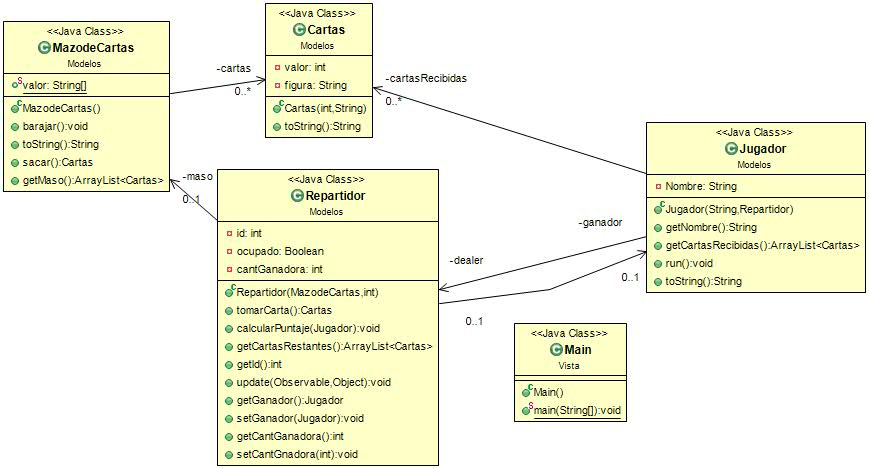 <<Java Class>>
MazodeCartas
Modelos
valor: String[]
MazodeCartas()
barajar():void
toString():String
sacar():Cartas
getMaso():ArrayList<Cartas>
-cartas
0..*
<<Java Class>>
Cartas
Modelos
valor: int
figura: String
Cartas(int,String)
toString():String
-cartasRecibidas
0..*
<<Java Class>>
Jugador
Modelos
Nombre: String
Jugador(String,Repartidor)
getNombre():String
getCartasRecibidas():ArrayList<Cartas>
run():void
toString():String
-maso
0..1
<<Java Class>>
Repartidor
Modelos
id: int
ocupado: Boolean
cantGanadora: int
Repartidor(MazodeCartas,int)
tomarCarta():Cartas
calcularPuntaje(Jugador):void
getCartasRestantes():ArrayList<Cartas>
getId():int
update(Observable,Object):void
getGanador():Jugador
setGanador(Jugador):void
getCantGanadora():int
setCantGnadora(int):void
-ganador
-dealer
0..1
0..1
<<Java Class>>
Main
Vista
Main()
main(String[]):void